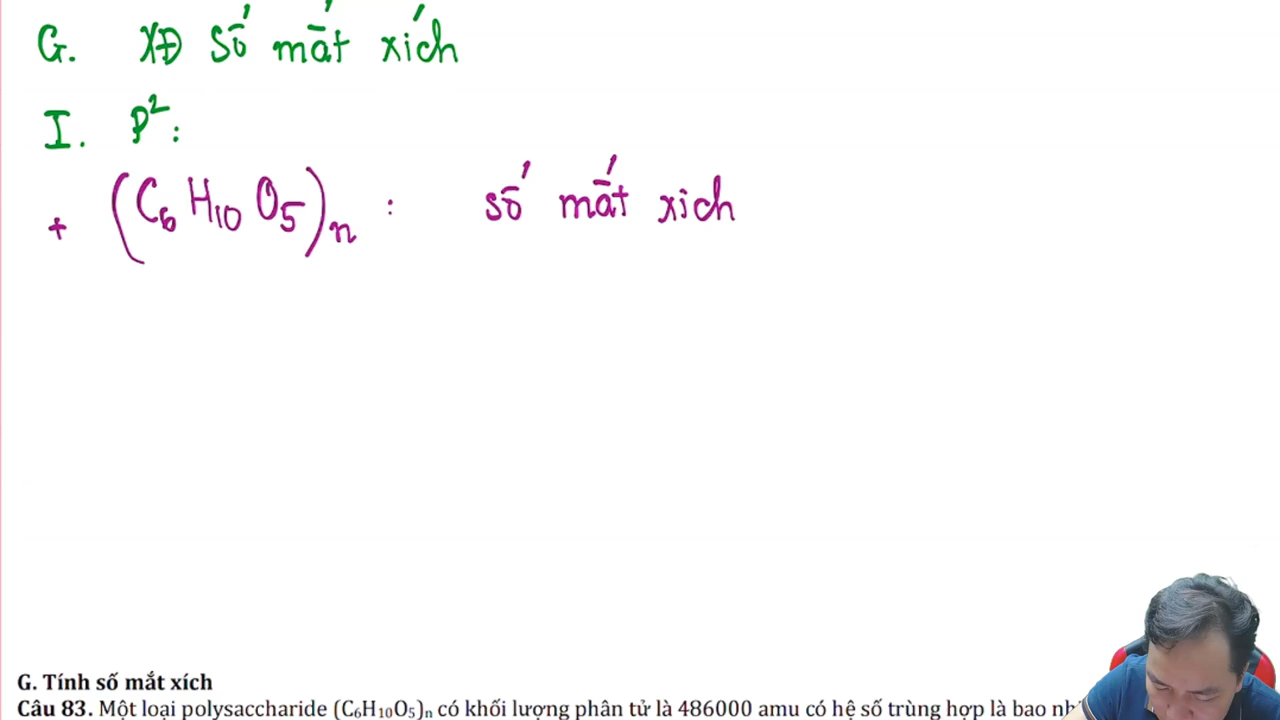 G. XĐ số mắt xích
I. P²:
+ (C₆H₁₀O₅)ₙ : số mắt xích
G. Tính số mắt xích
Câu 83. Một loại polysaccharide (C₆H₁₀O₅)ₙ có khối lượng phân tử là 486000 amu có hệ số trùng hợp là bao